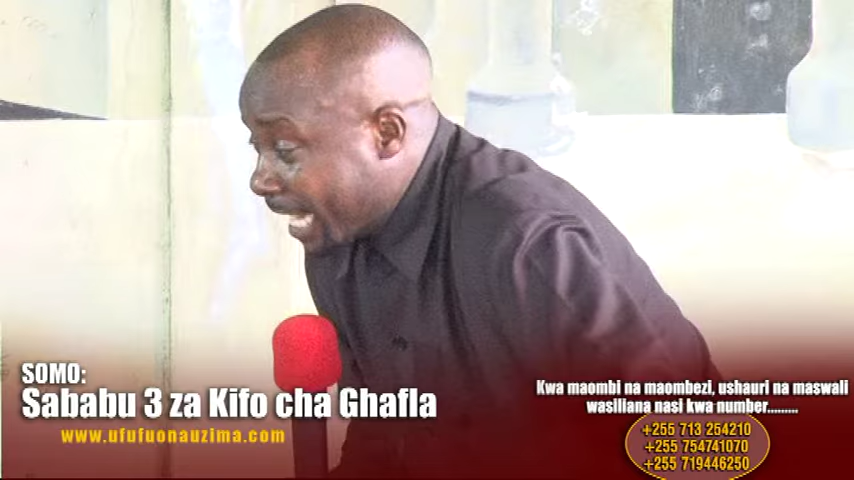 SOMO:
Sababu 3 za Kifo cha Ghafla
www.ufufuonauzima.com
Kwa maombi na maombezi, ushauri na maswali
wasiliana nasi kwa number.........
+255 713 254210
+255 754741070
+255 719446250